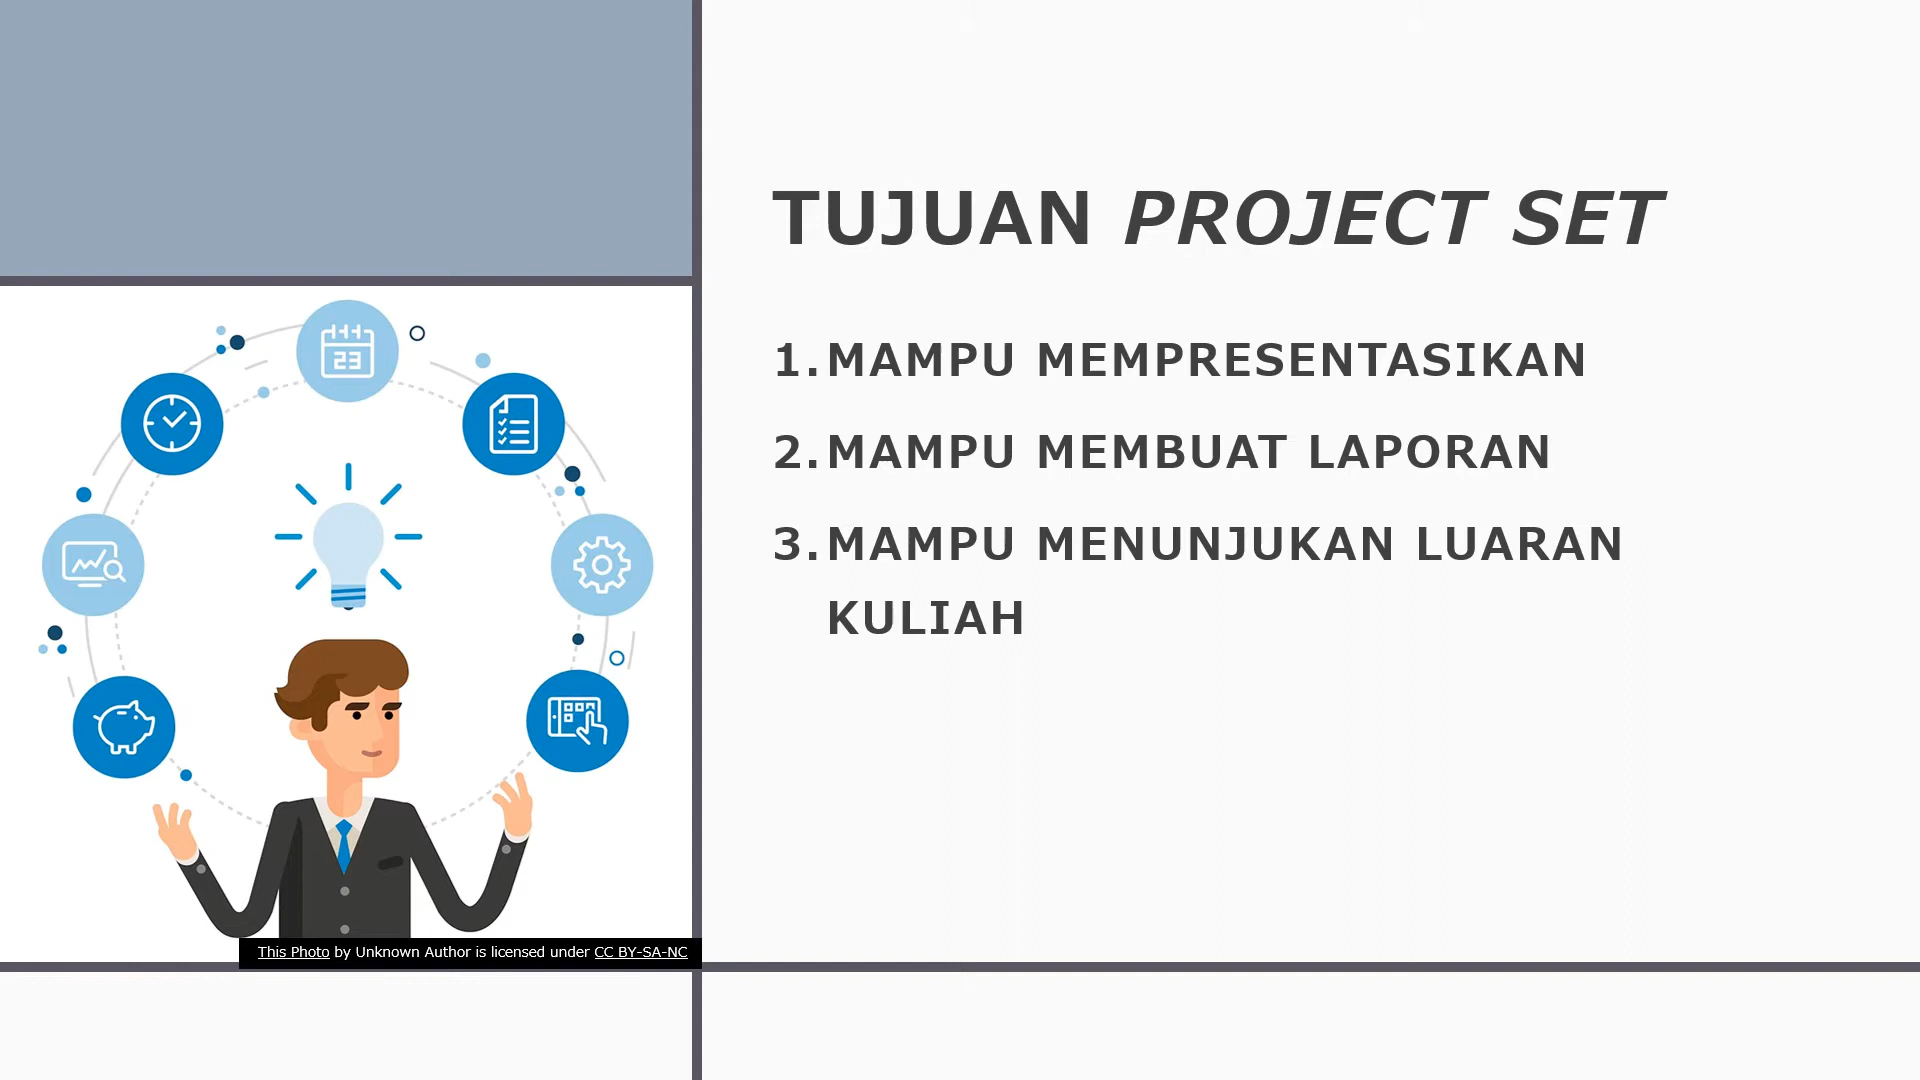 TUJUAN PROJECT SET
1. MAMPU MEMPRESENTASIKAN
2. MAMPU MEMBUAT LAPORAN
3. MAMPU MENUNJUKAN LUARAN
KULIAH
23
This Photo by Unknown Author is licensed under CC BY-SA-NC